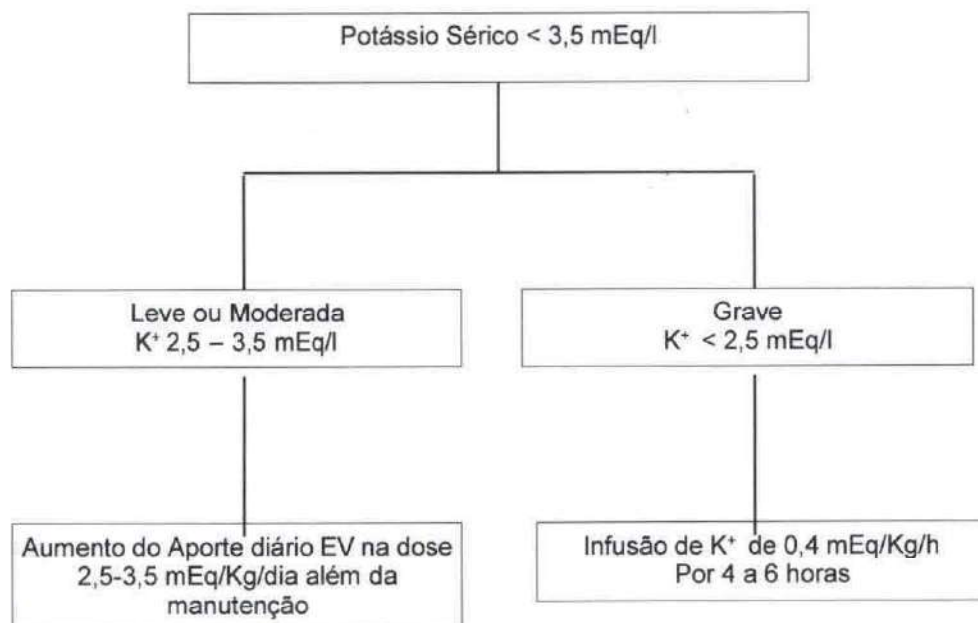 Potássio Sérico < 3,5 mEq/l
Leve ou Moderada
K⁺ 2,5 – 3,5 mEq/l
Grave
K⁺ < 2,5 mEq/l
Aumento do Aporte diário EV na dose
2,5-3,5 mEq/Kg/dia além da
manutenção
Infusão de K⁺ de 0,4 mEq/Kg/h
Por 4 a 6 horas